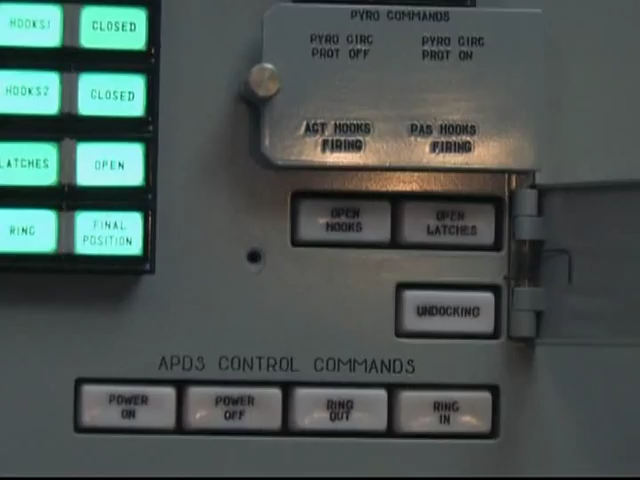 HOOKS1 CLOSED
HOOKS2 CLOSED
LATCHES OPEN
RING FINAL
POSITION
PYRO COMMANDS
PYRO CIRC PYRO CIRC
PROT OFF PROT ON
ACT HOOKS PAS HOOKS
FIRING FIRING
OPEN OPEN
HOOKS LATCHES
UNDOCKING
APDS CONTROL COMMANDS
POWER POWER RING RING
ON OFF OUT IN